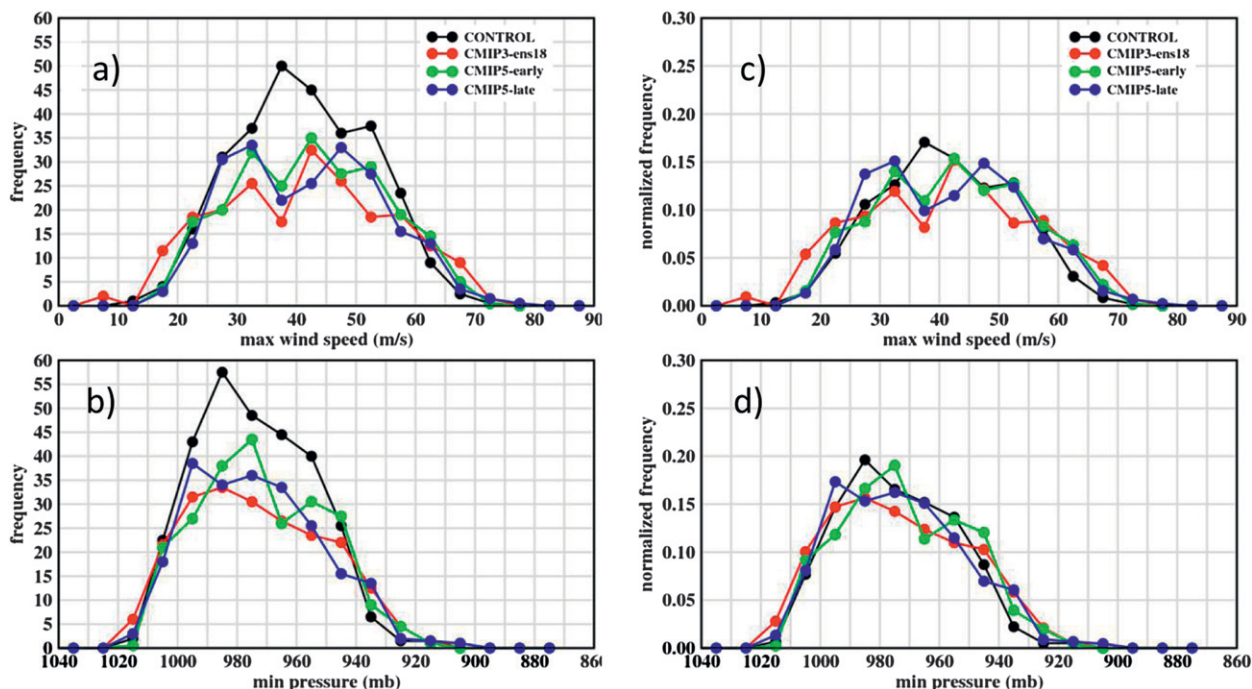 60
55
50
45
40
35
30
25
20
15
10
5
0
frequency
a)
CONTROL
CMIP3-ens18
CMIP5-early
CMIP5-late
0 10 20 30 40 50 60 70 80 90
max wind speed (m/s)
0.30
0.25
0.20
0.15
0.10
0.05
0.00
normalized frequency
c)
CONTROL
CMIP3-ens18
CMIP5-early
CMIP5-late
0 10 20 30 40 50 60 70 80 90
max wind speed (m/s)
60
55
50
45
40
35
30
25
20
15
10
5
0
frequency
b)
1040 1020 1000 980 960 940 920 900 880 860
min pressure (mb)
0.30
0.25
0.20
0.15
0.10
0.05
0.00
normalized frequency
d)
1040 1020 1000 980 960 940 920 900 880 860
min pressure (mb)